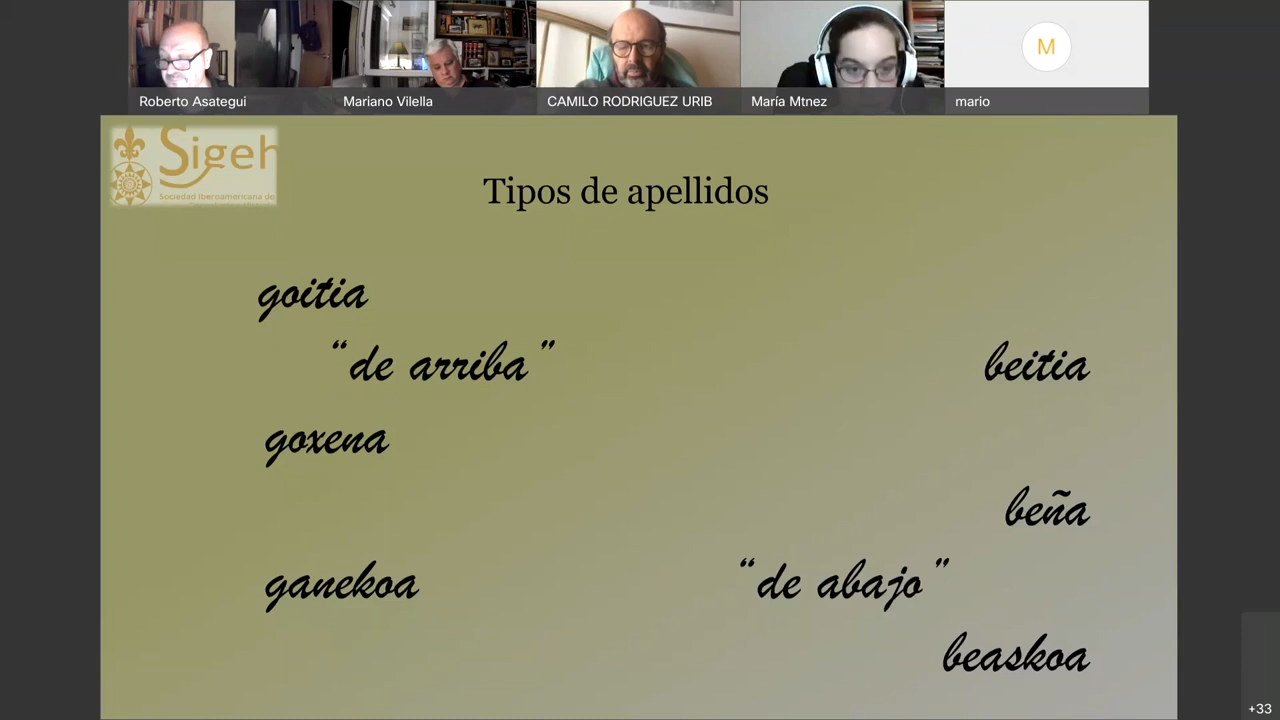 Roberto Asategui
Mariano Vilella
CAMILO RODRIGUEZ URIB
María Mtnez
M
mario
Sigeh
Sociedad Iberoamericana de
Tipos de apellidos
goitia
“de arriba”
beitia
goxena
beña
ganekoa
“de abajo”
beaskoa
+33